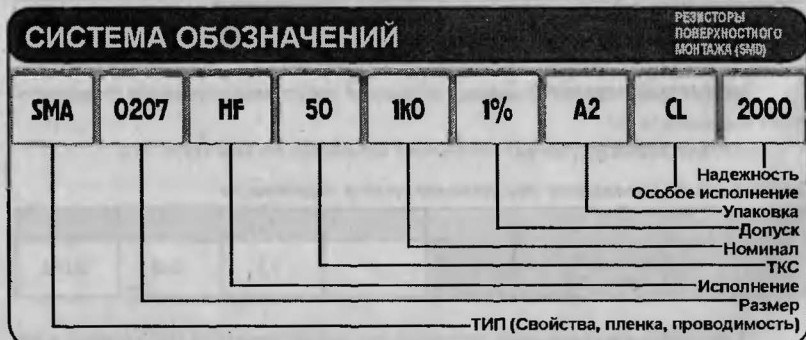 СИСТЕМА ОБОЗНАЧЕНИЙ
РЕЗИСТОРЫ
ПОВЕРХНОСТНОГО
МОНТАЖА (SMD)
SMA 0207 HF 50 1k0 1% A2 CL 2000
Надежность
Особое исполнение
Упаковка
Допуск
Номинал
ТКС
Исполнение
Размер
ТИП (Свойства, пленка, проводимость)